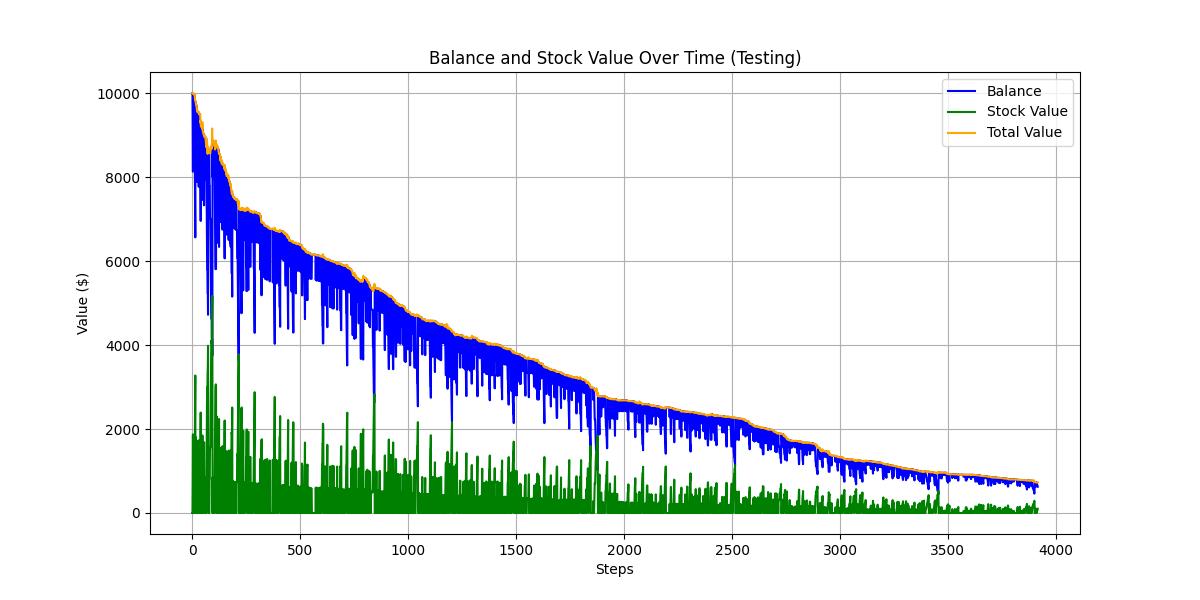 Balance and Stock Value Over Time (Testing)
Balance
Stock Value
Total Value
Value ($)
10000
8000
6000
4000
2000
0
0 500 1000 1500 2000 2500 3000 3500 4000
Steps